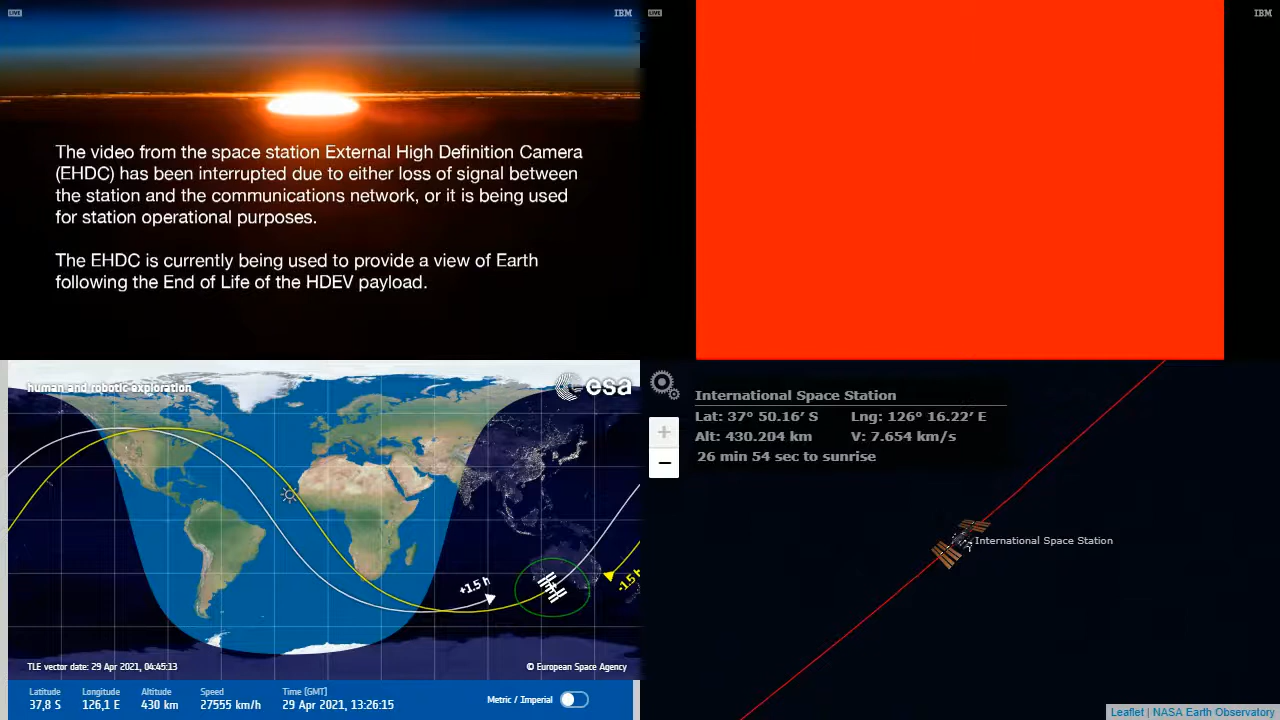 LIVE
IBM
The video from the space station External High Definition Camera
(EHDC) has been interrupted due to either loss of signal between
the station and the communications network, or it is being used
for station operational purposes.
The EHDC is currently being used to provide a view of Earth
following the End of Life of the HDEV payload.
LIVE
IBM
human and robotic exploration
esa
+1.5 h
-1.5 h
TLE vector date: 29 Apr 2021, 04:45:13
© European Space Agency
Latitude
37,8 S
Longitude
126,1 E
Altitude
430 km
Speed
27555 km/h
Time [GMT]
29 Apr 2021, 13:26:15
Metric / Imperial
+
−
International Space Station
Lat: 37° 50.16′ S
Lng: 126° 16.22′ E
Alt: 430.204 km
V: 7.654 km/s
26 min 54 sec to sunrise
International Space Station
Leaflet | NASA Earth Observatory